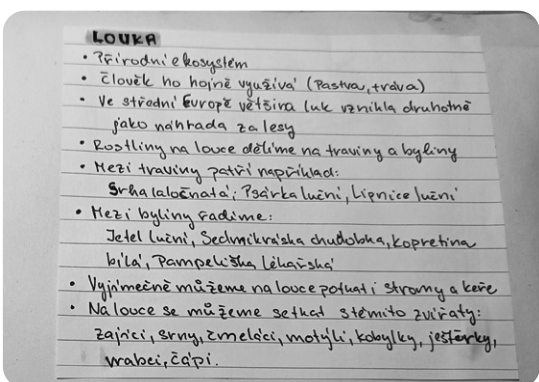 LOUKA
• Přírodní ekosystém
• Člověk ho hojně využívá (Pastva, tráva)
• Ve střední Evropě většina luk vznikla druhotně
jako náhrada za lesy
• Rostliny na louce dělíme na traviny a byliny
• Mezi traviny patří například:
Srha laločnatá, Psárka luční, Lipnice luční
• Mezi byliny řadíme:
Jetel luční, Sedmikráska chudobka, kopretina
bílá, Pampeliška lékařská
• Vyjímečně můžeme na louce potkat i stromy a keře
• Na louce se můžeme setkat s těmito zvířaty:
zajíci, srny, čmeláci, motýli, kobylky, ještěrky,
vrabci, čápi.